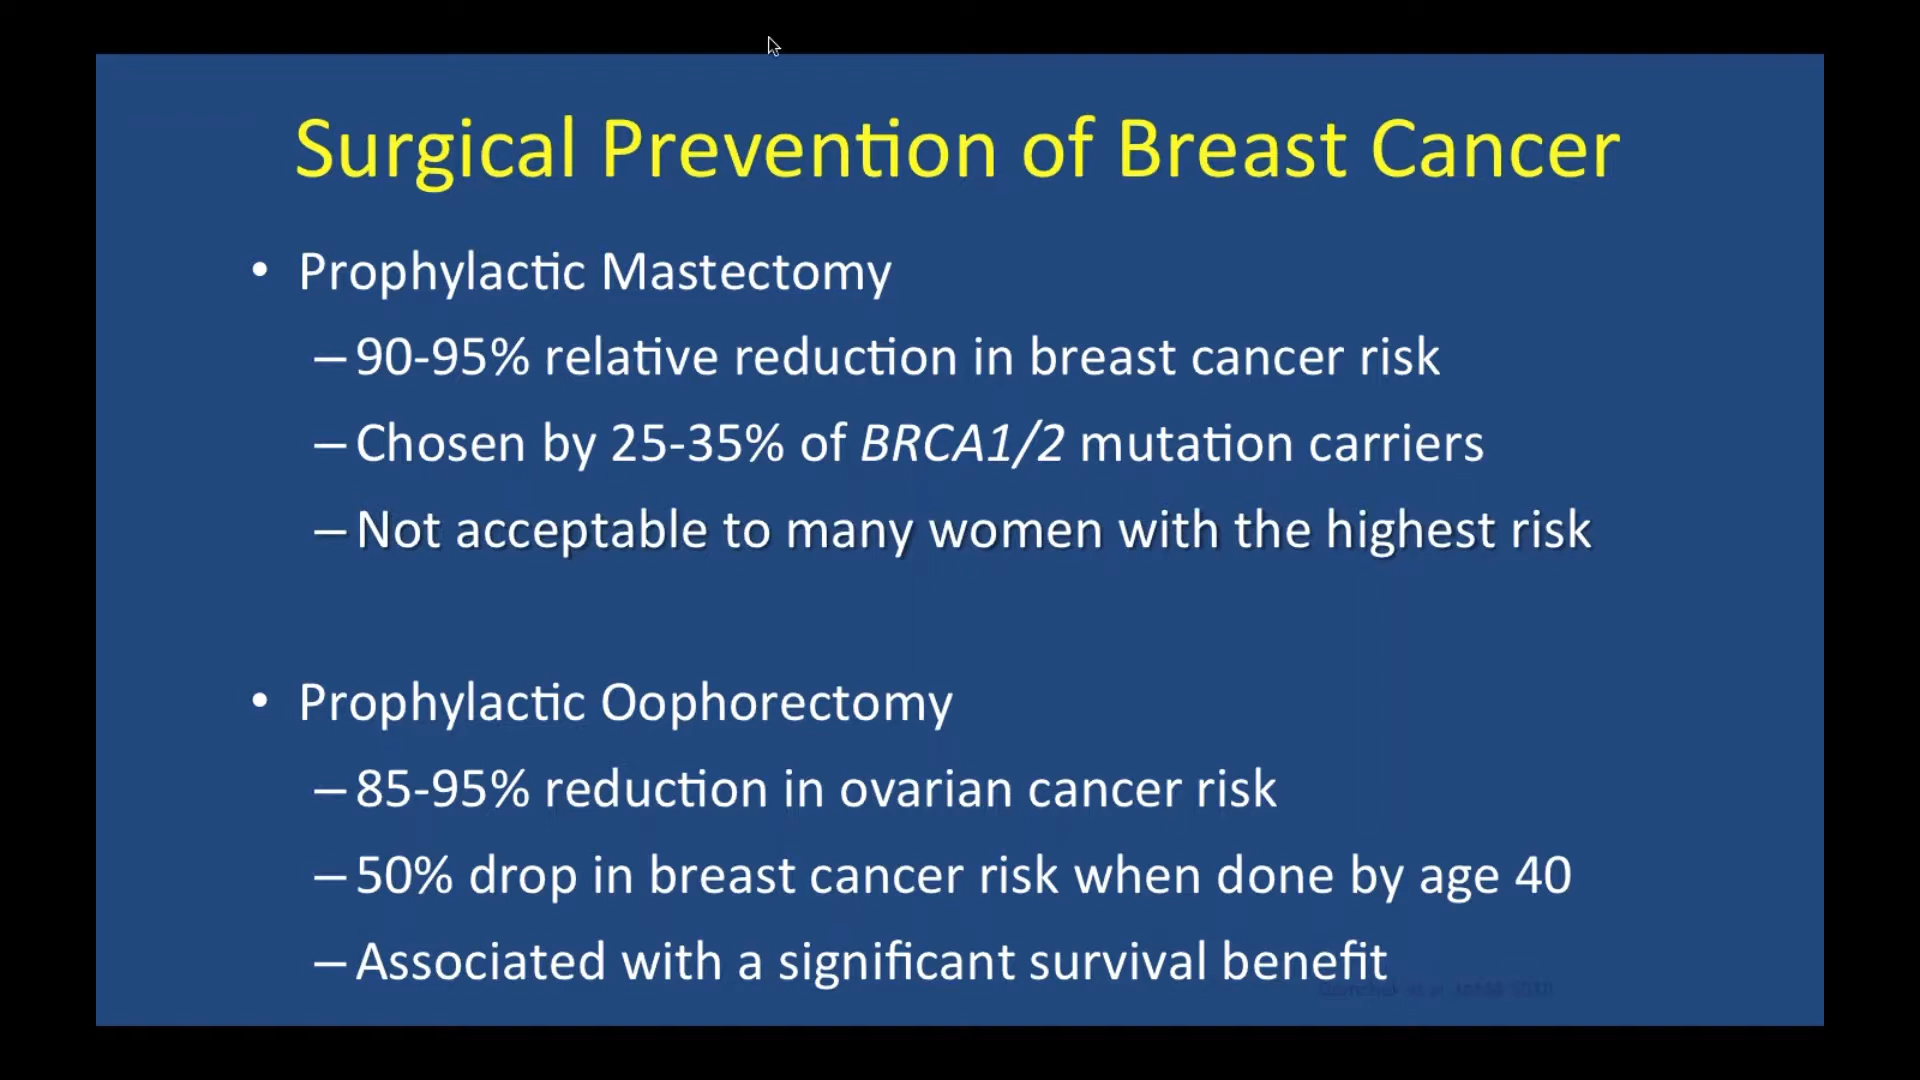 Surgical Prevention of Breast Cancer
• Prophylactic Mastectomy
– 90-95% relative reduction in breast cancer risk
– Chosen by 25-35% of BRCA1/2 mutation carriers
– Not acceptable to many women with the highest risk
• Prophylactic Oophorectomy
– 85-95% reduction in ovarian cancer risk
– 50% drop in breast cancer risk when done by age 40
– Associated with a significant survival benefit